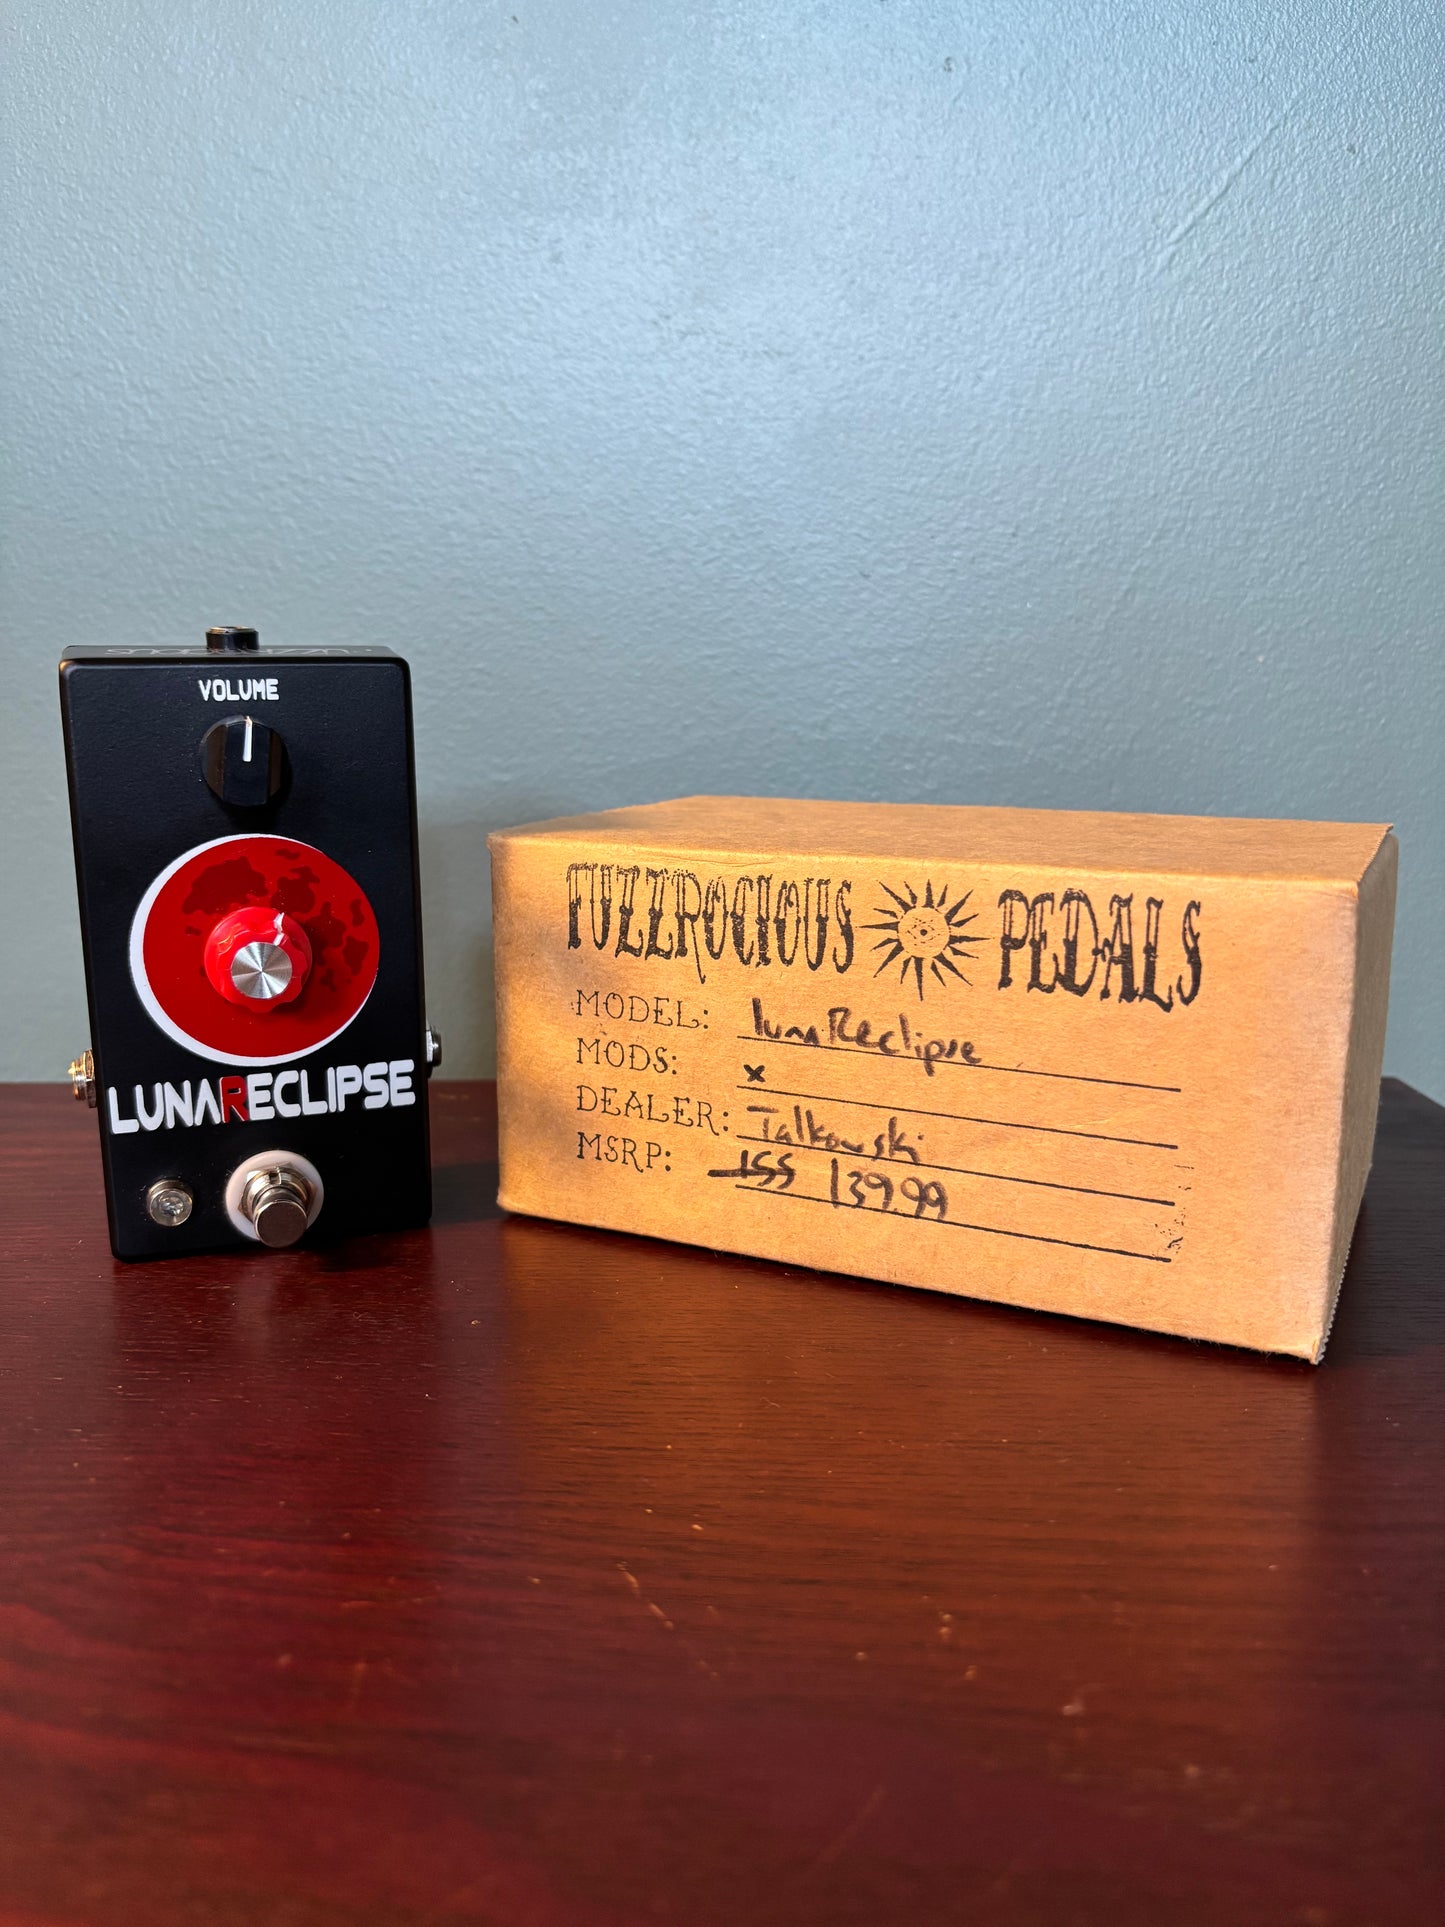 VOLUME
LUNARECLIPSE
FUZZROCIOUS PEDALS
MODEL: lunaReclipse
MODS: x
DEALER: Talkowski
MSRP: 155 139.99